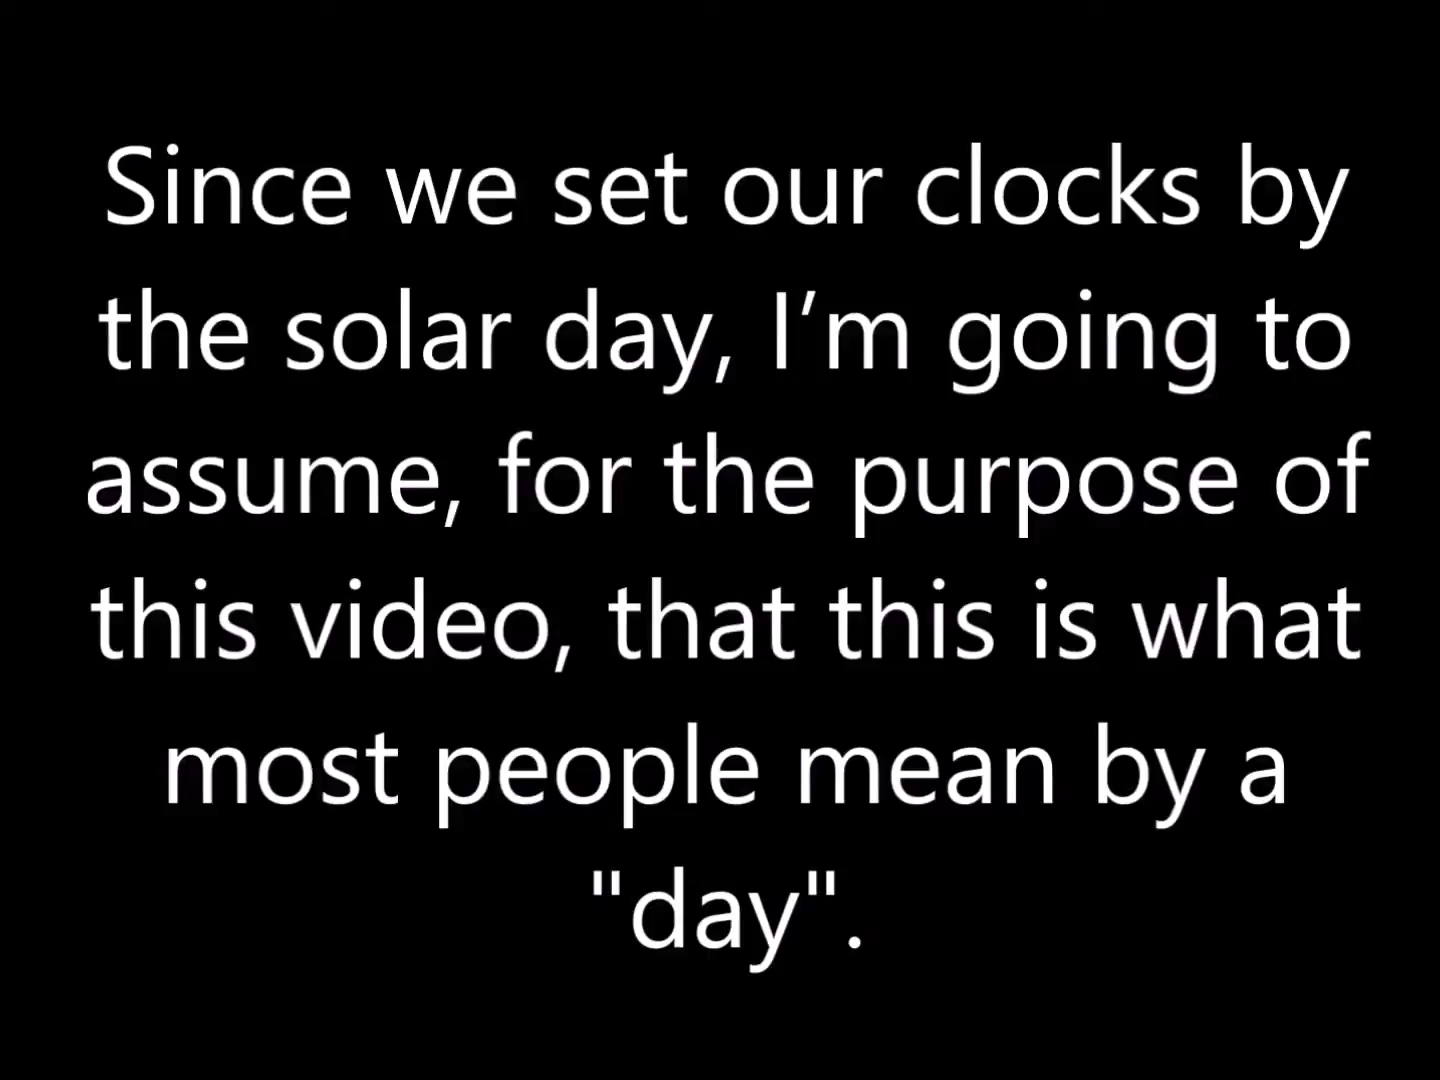 Since we set our clocks by
the solar day, I’m going to
assume, for the purpose of
this video, that this is what
most people mean by a
"day".